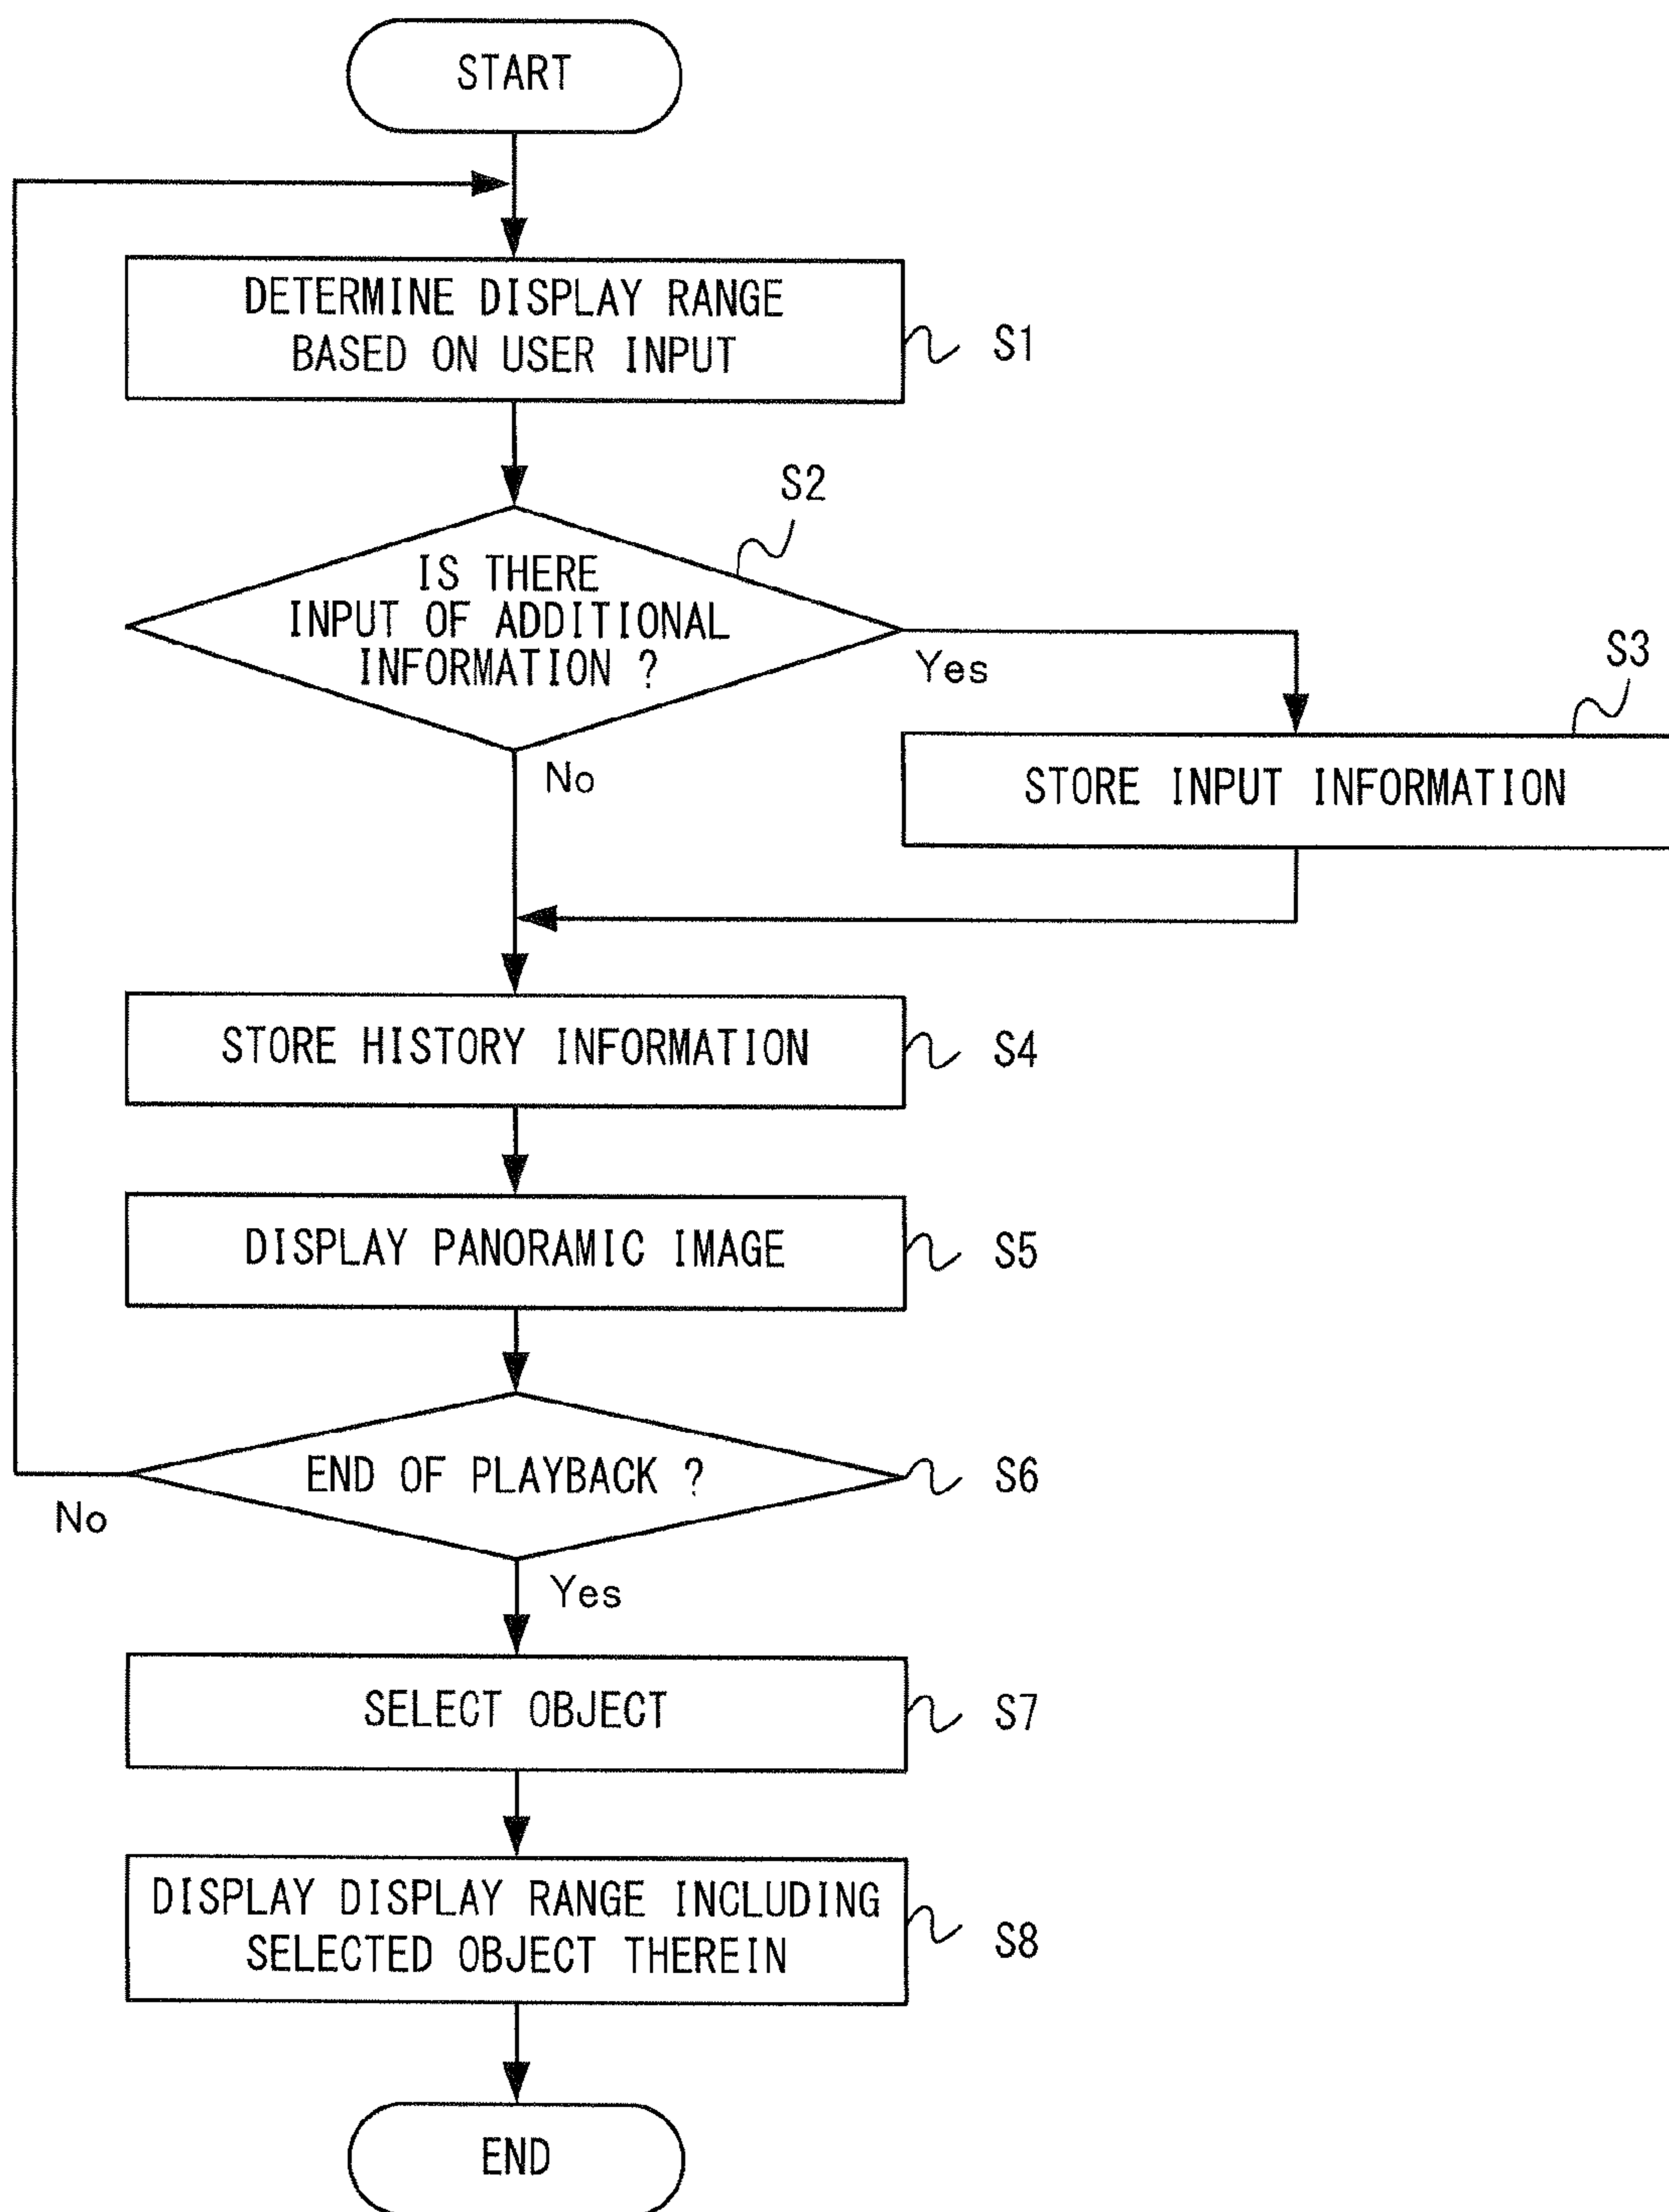 START
DETERMINE DISPLAY RANGE
BASED ON USER INPUT
S1
S2
IS THERE
INPUT OF ADDITIONAL
INFORMATION ?
Yes
S3
No
STORE INPUT INFORMATION
STORE HISTORY INFORMATION
S4
DISPLAY PANORAMIC IMAGE
S5
END OF PLAYBACK ?
S6
No
Yes
SELECT OBJECT
S7
DISPLAY DISPLAY RANGE INCLUDING
SELECTED OBJECT THEREIN
S8
END